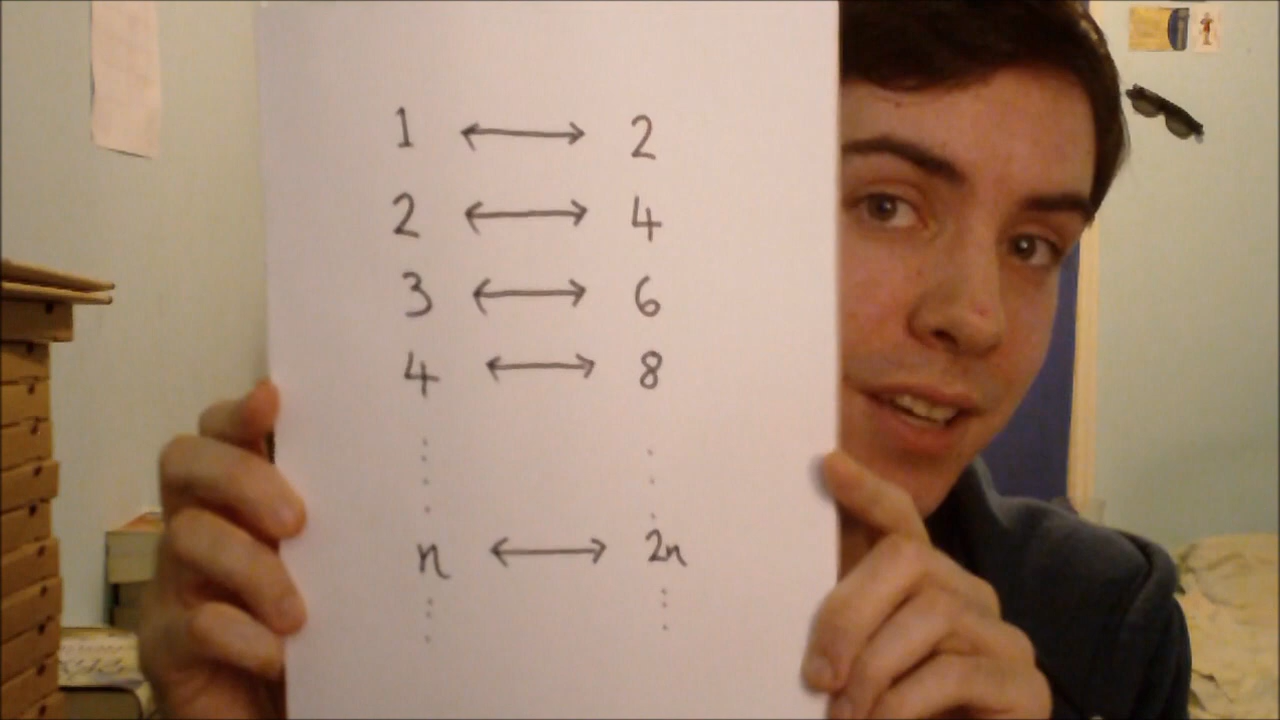 1 ↔ 2
2 ↔ 4
3 ↔ 6
4 ↔ 8
⋮ ⋮
n ↔ 2n
⋮ ⋮